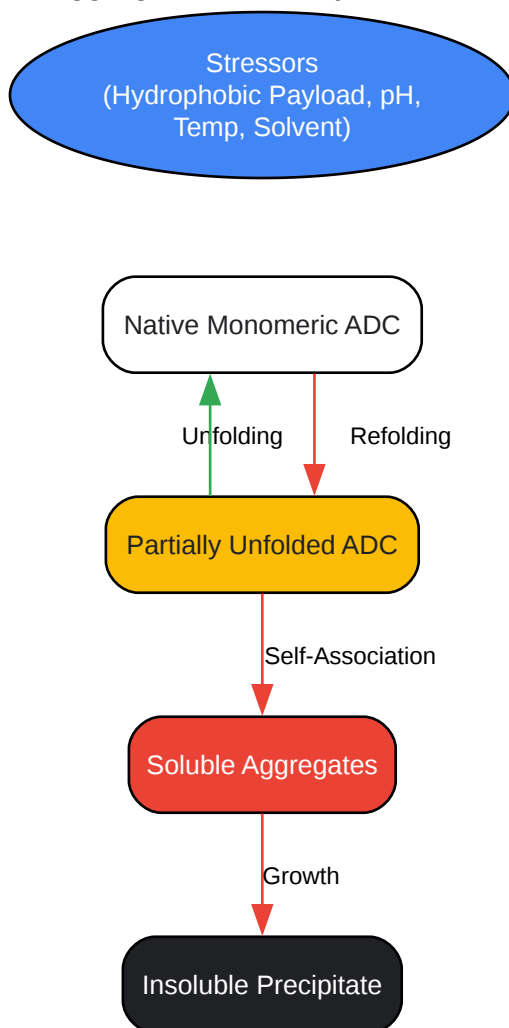 Stressors
(Hydrophobic Payload, pH,
Temp, Solvent)
Native Monomeric ADC
Unfolding
Refolding
Partially Unfolded ADC
Self-Association
Soluble Aggregates
Growth
Insoluble Precipitate